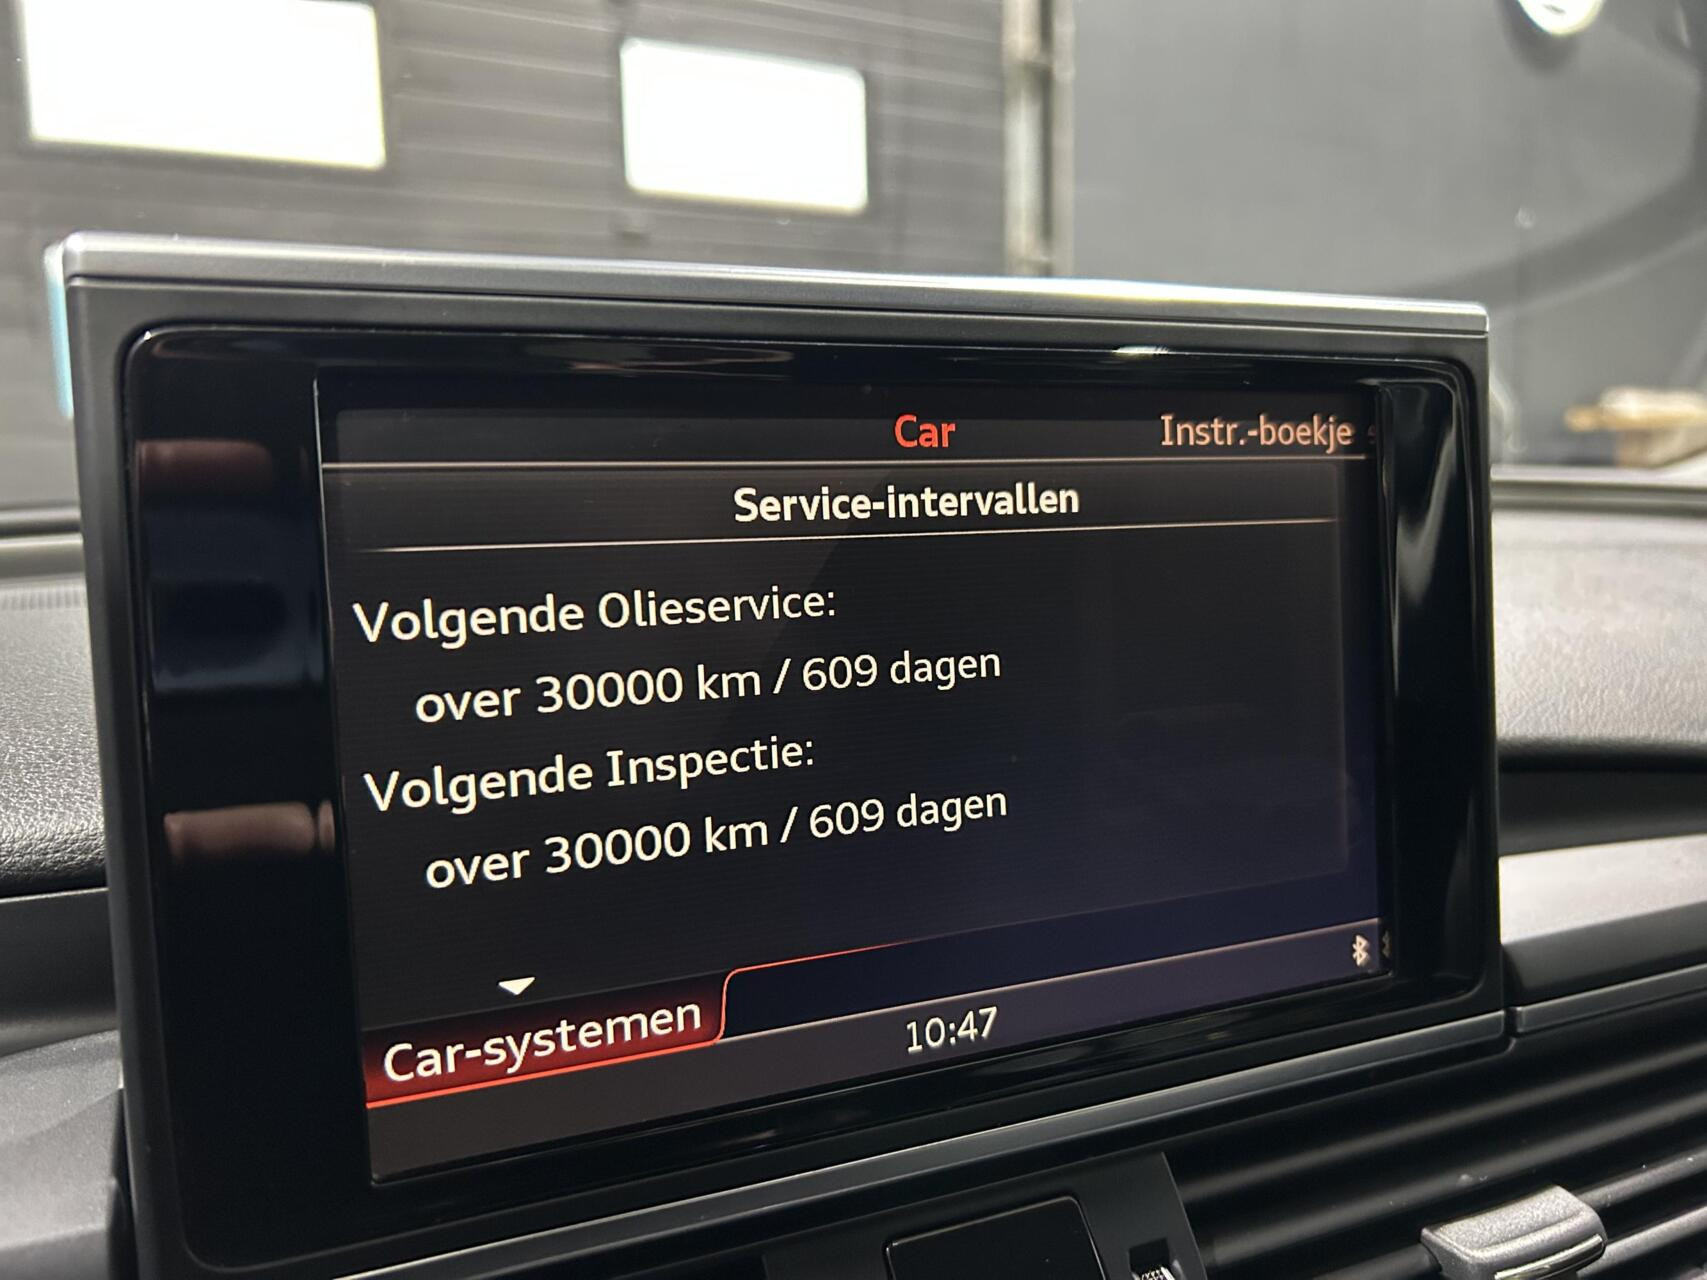 Car
Instr.-boekje
Service-intervallen
Volgende Olieservice:
over 30000 km / 609 dagen
Volgende Inspectie:
over 30000 km / 609 dagen
Car-systemen
10:47